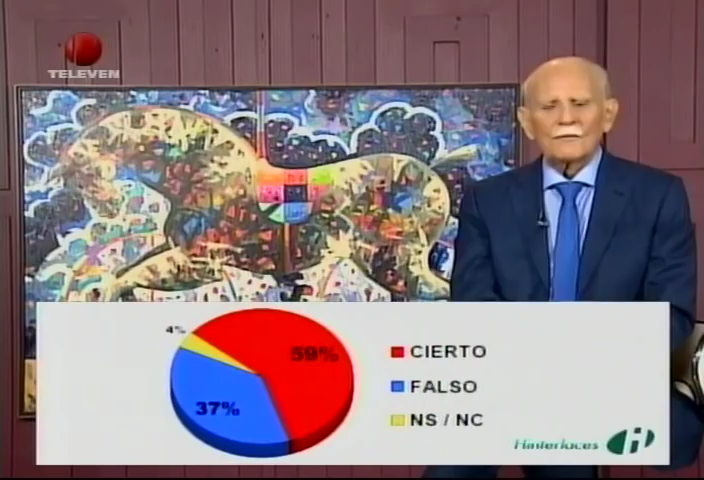 TELEVEN
4%
59%
37%
CIERTO
FALSO
NS / NC
Hinterlaces